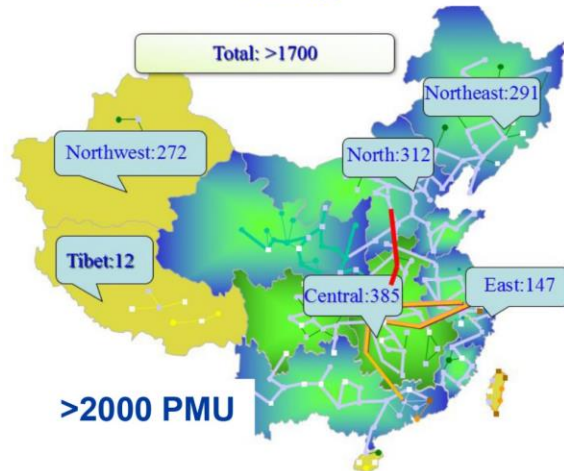 Total: >1700
Northeast:291
Northwest:272
North:312
Tibet:12
Central:385
East:147
>2000 PMU